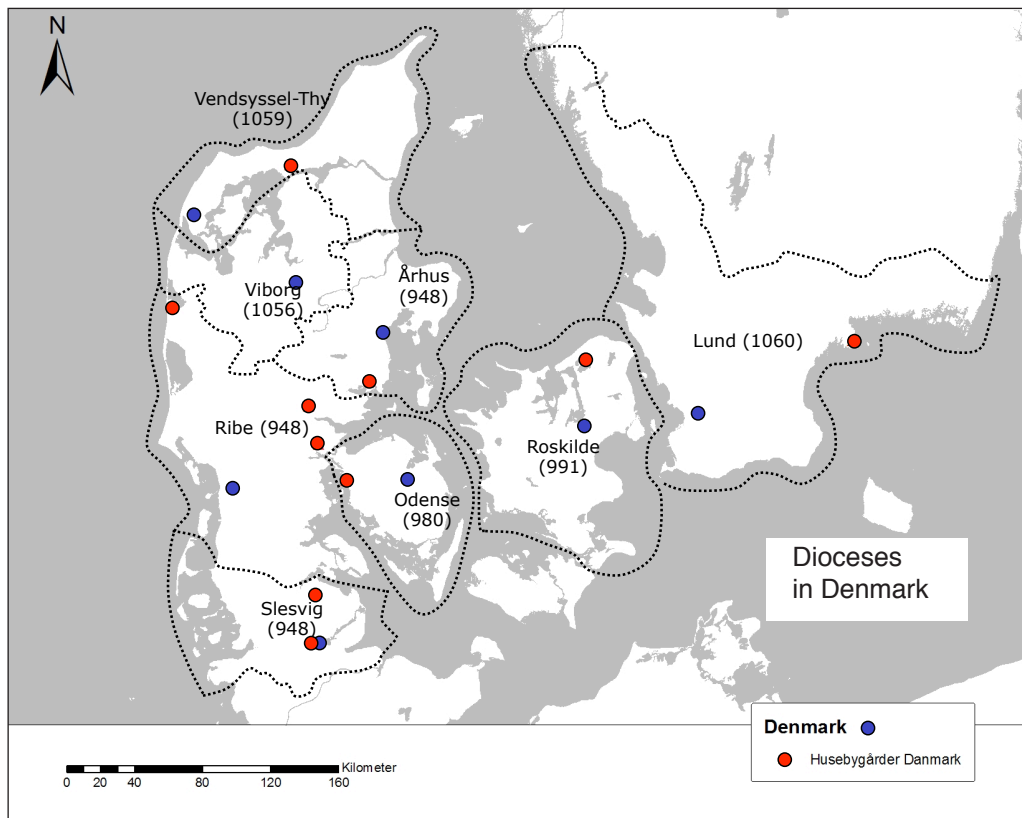 N
Vendsyssel-Thy
(1059)
Århus
(948)
Viborg
(1056)
Lund (1060)
Ribe (948)
Roskilde
(991)
Odense
(980)
Dioceses
in Denmark
Slesvig
(948)
Denmark
Husebygårder Danmark
Kilometer
0 20 40 80 120 160